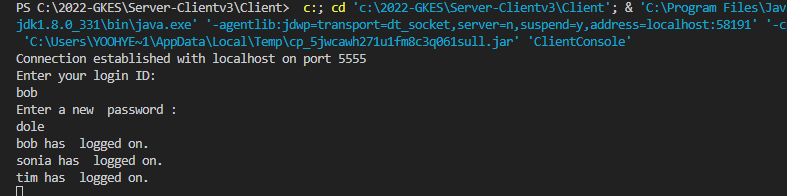 PS C:\2022-GKES\Server-Clientv3\Client>  c:; cd 'c:\2022-GKES\Server-Clientv3\Client'; & 'C:\Program Files\Jav
jdk1.8.0_331\bin\java.exe' '-agentlib:jdwp=transport=dt_socket,server=n,suspend=y,address=localhost:58191' '-c
'C:\Users\YOOHYE~1\AppData\Local\Temp\cp_5jwcawh271u1fm8c3q061sull.jar' 'ClientConsole'
Connection established with localhost on port 5555
Enter your login ID:
bob
Enter a new  password :
dole
bob has  logged on.
sonia has  logged on.
tim has  logged on.